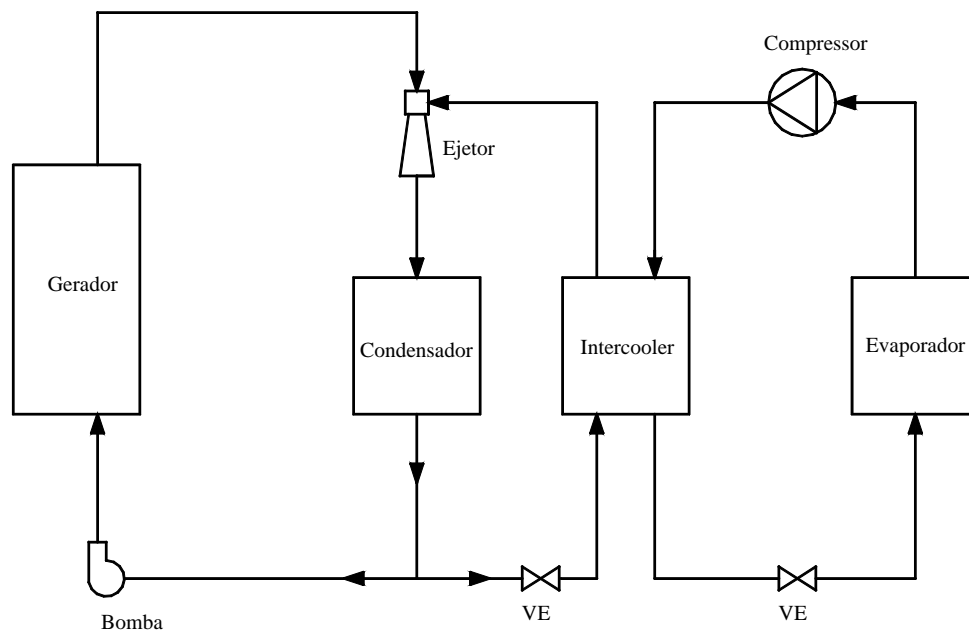 Compressor
Ejetor
Gerador
Condensador
Intercooler
Evaporador
Bomba
VE
VE